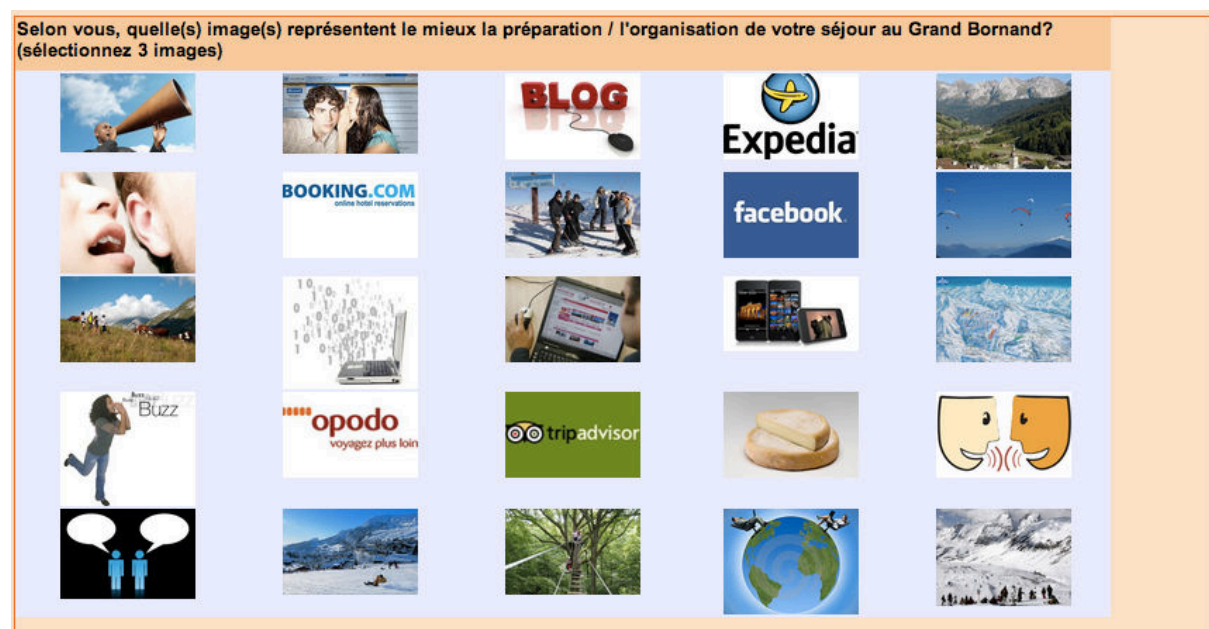 Selon vous, quelle(s) image(s) représentent le mieux la préparation / l'organisation de votre séjour au Grand Bornand?
(sélectionnez 3 images)
BLOG
Expedia
BOOKING.COM
online hotel reservations
facebook
Buzz
Buzz
opodo
voyagez plus loin
tripadvisor